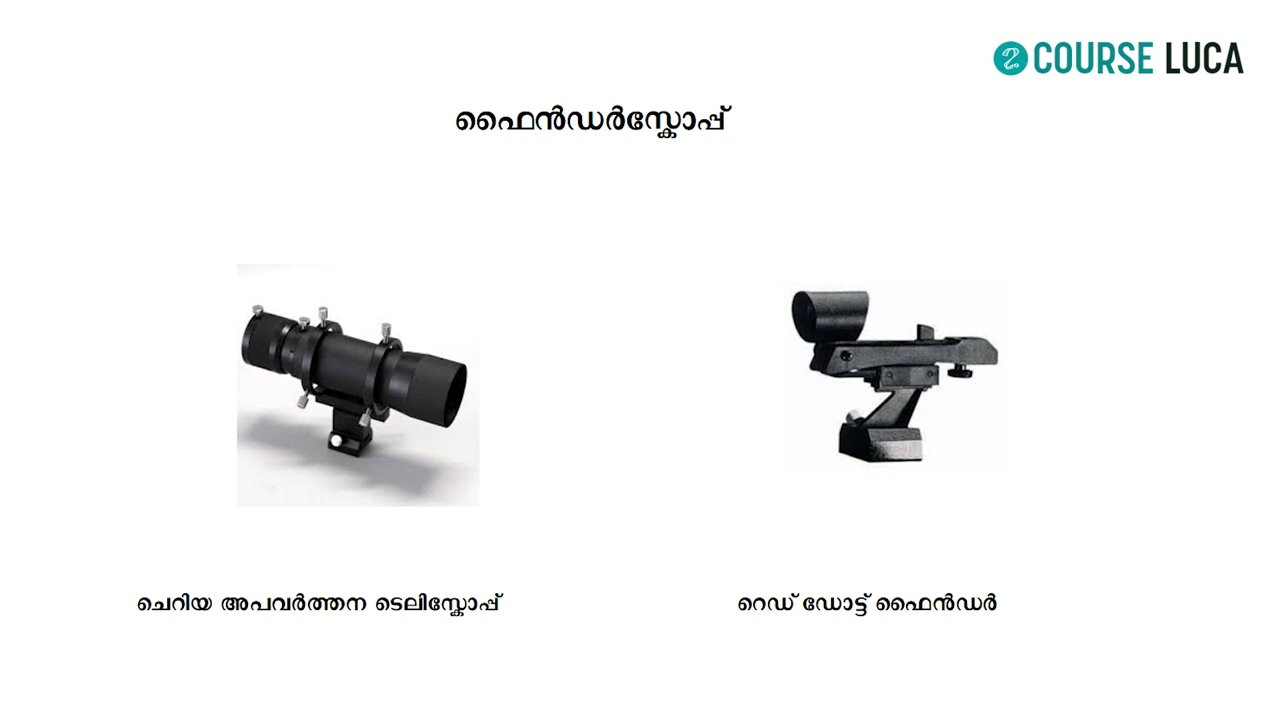 COURSE LUCA
ഫൈൻഡർസ്കോപ്പ്
ചെറിയ അപവർത്തന ടെലിസ്കോപ്പ്
റെഡ് ഡോട്ട് ഫൈൻഡർ